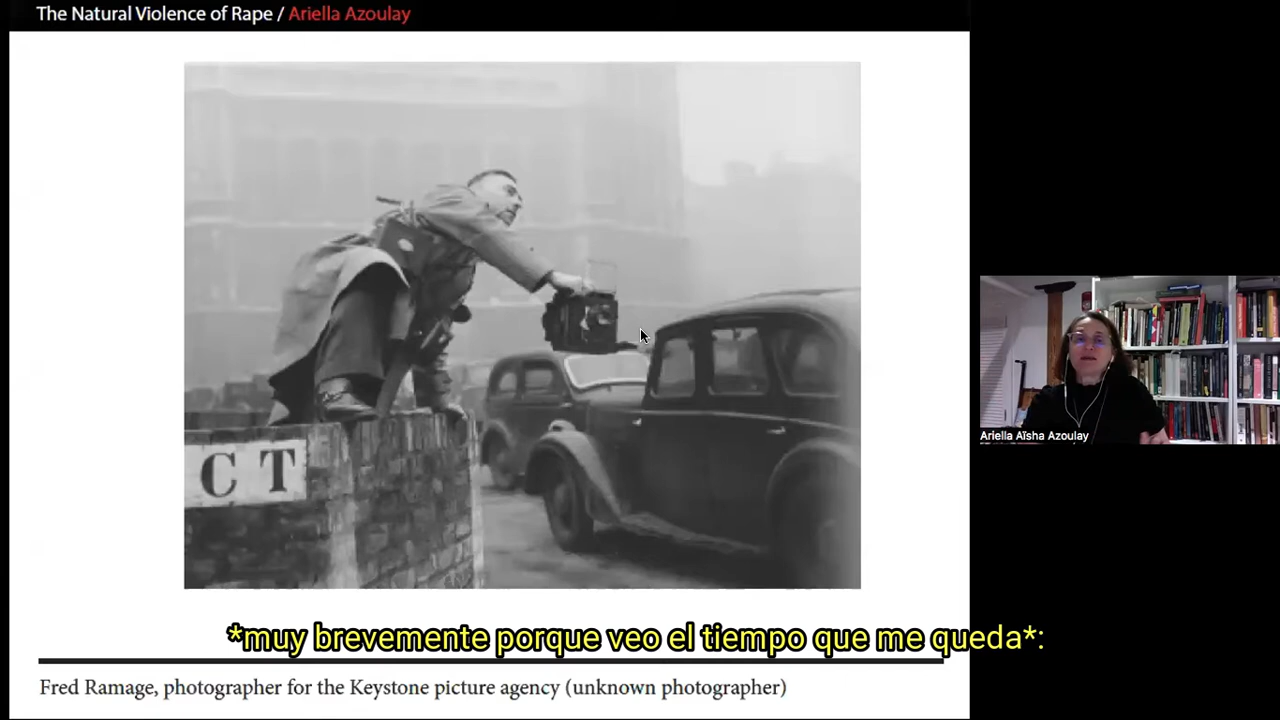 The Natural Violence of Rape / Ariella Azoulay
C T
Ariella Aïsha Azoulay
*muy brevemente porque veo el tiempo que me queda*:
Fred Ramage, photographer for the Keystone picture agency (unknown photographer)